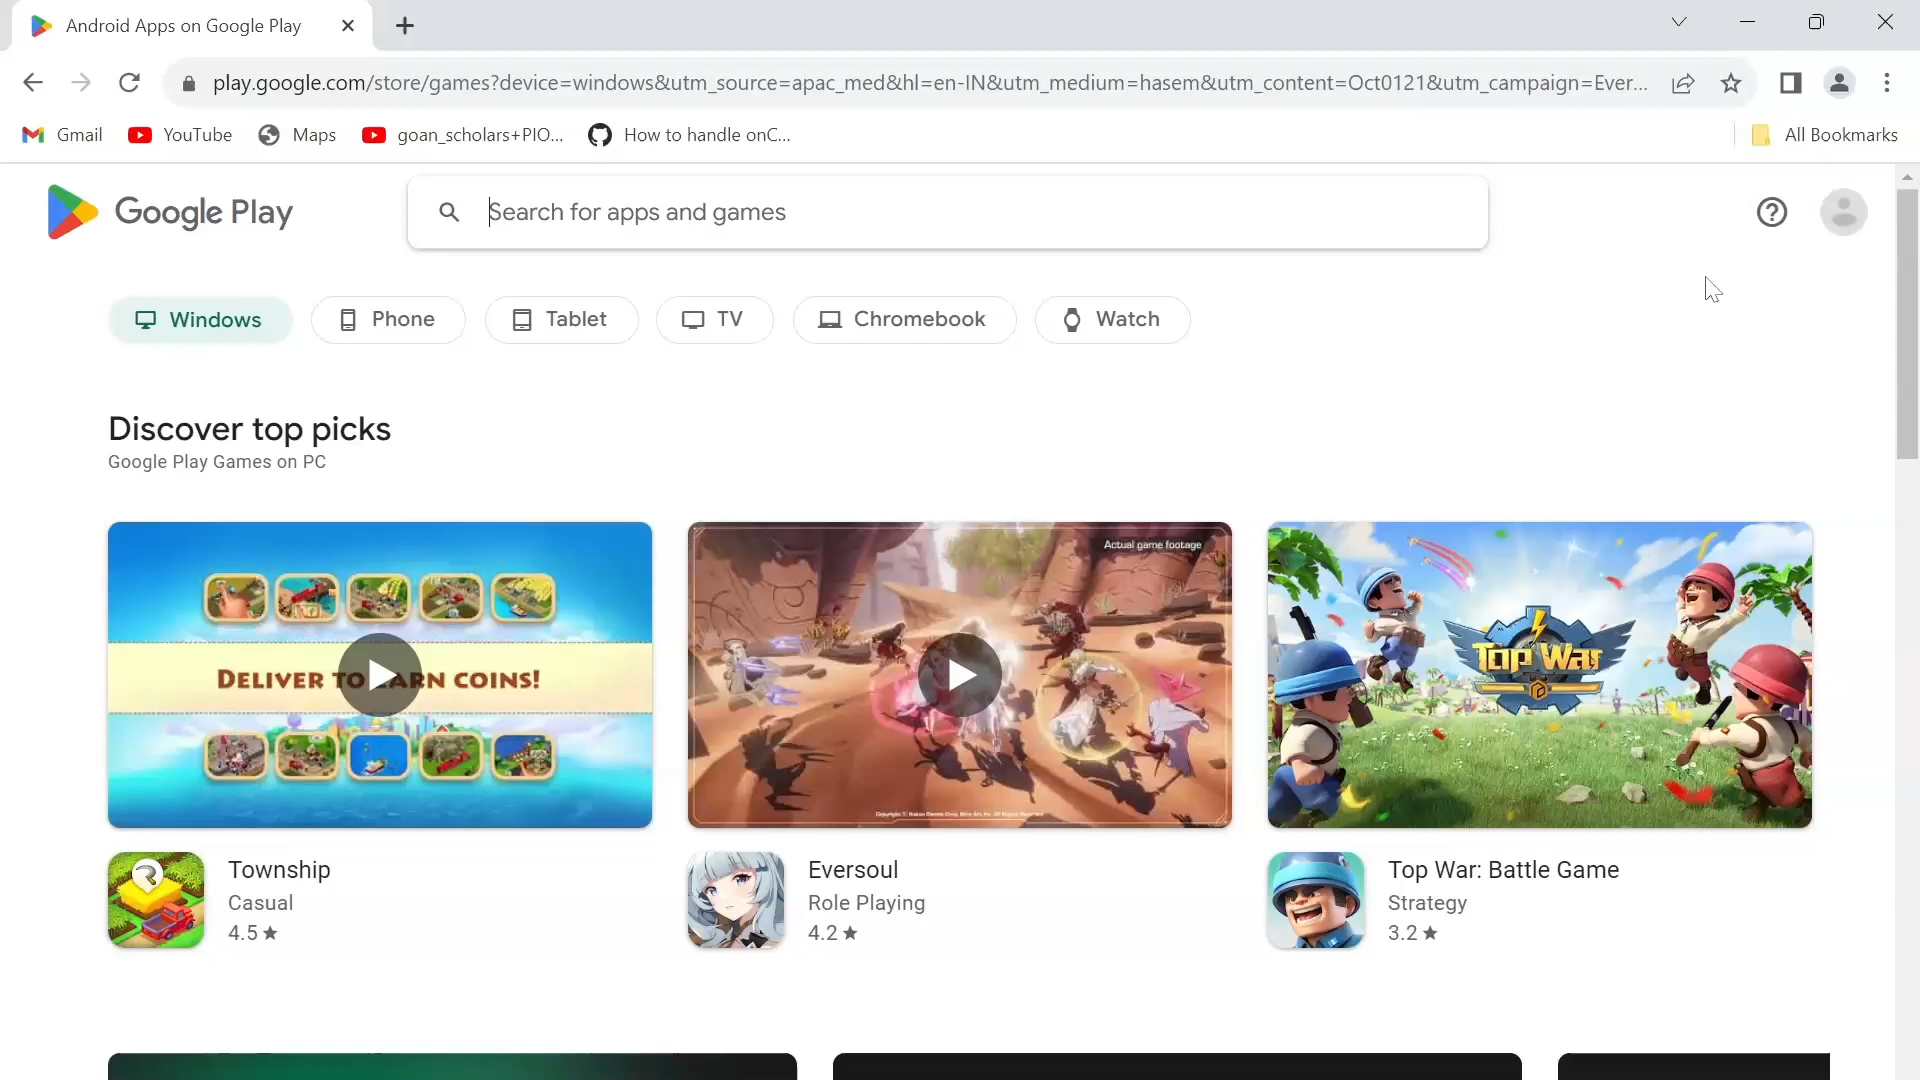 Android Apps on Google Play
play.google.com/store/games?device=windows&utm_source=apac_med&hl=en-IN&utm_medium=hasem&utm_content=Oct0121&utm_campaign=Ever...
Gmail
YouTube
Maps
goan_scholars+PIO...
How to handle onC...
All Bookmarks
Google Play
Search for apps and games
Windows
Phone
Tablet
TV
Chromebook
Watch
Discover top picks
Google Play Games on PC
DELIVER TO EARN COINS!
Actual game footage
TOP WAR
Township
Casual
4.5★
Eversoul
Role Playing
4.2★
Top War: Battle Game
Strategy
3.2★